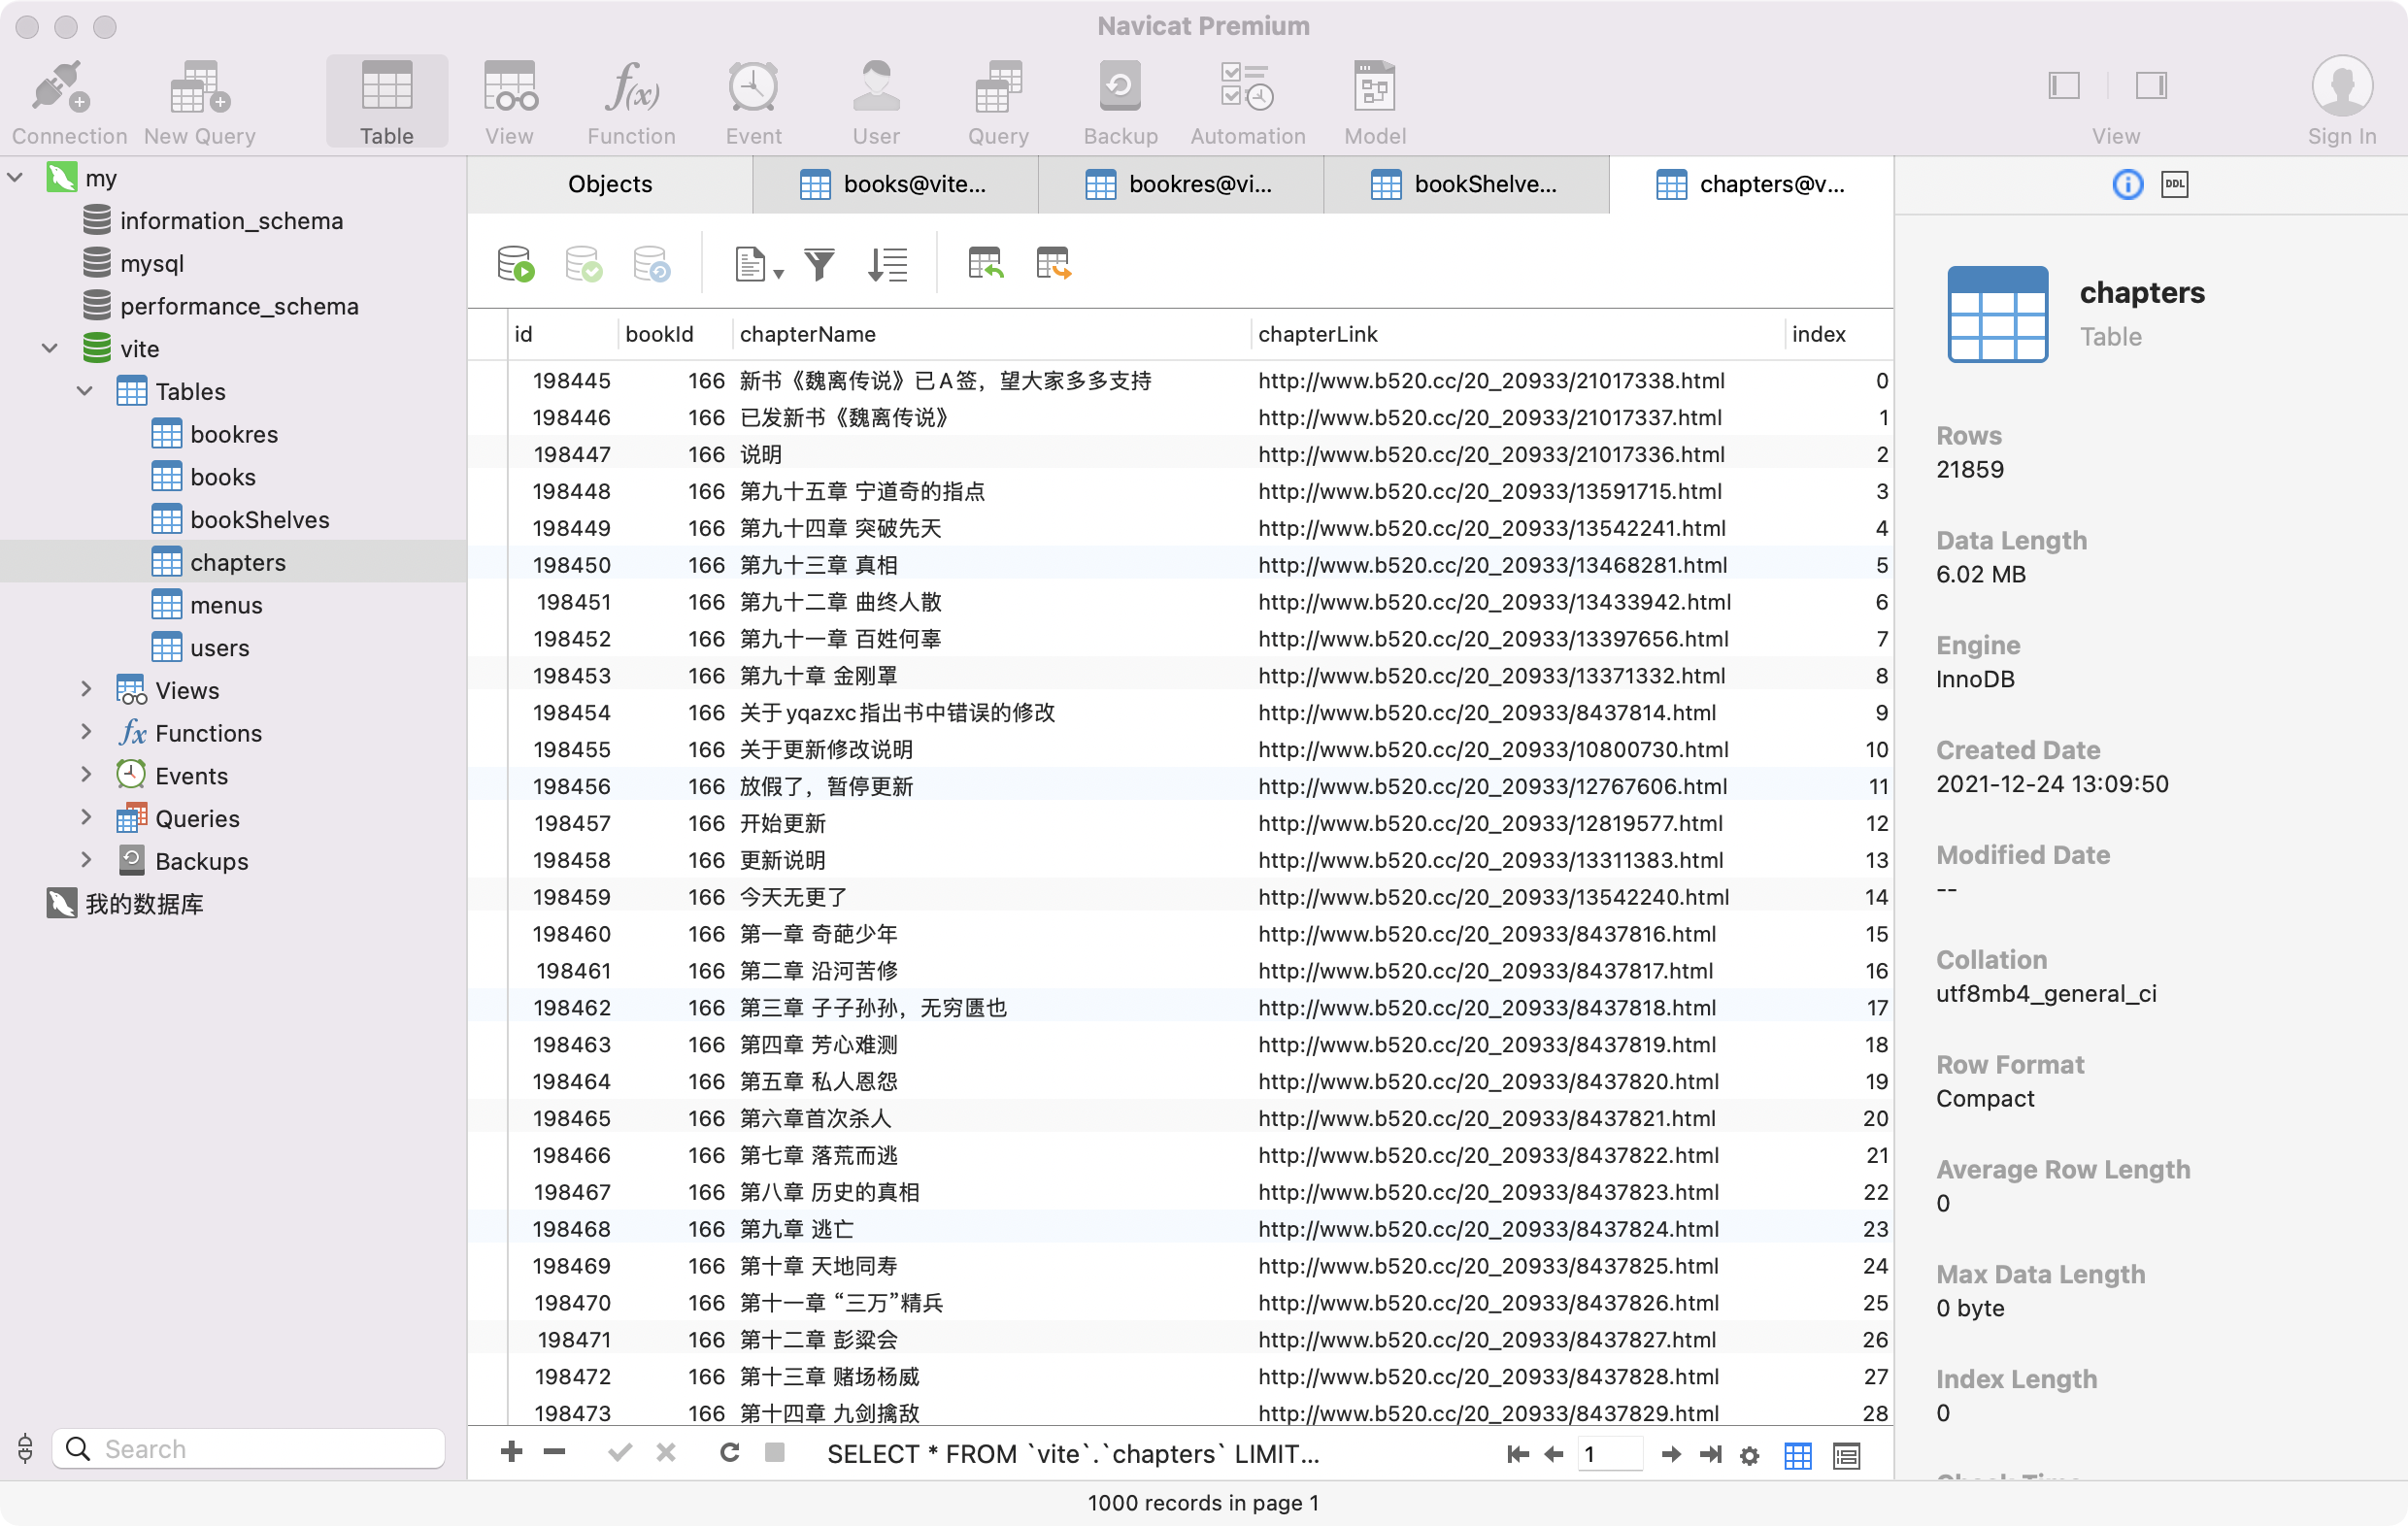 Navicat Premium
Connection New Query Table View Function Event User Query Backup Automation Model View Sign In
my
information_schema
mysql
performance_schema
vite
Tables
bookres
books
bookShelves
chapters
menus
users
Views
Functions
Events
Queries
Backups
我的数据库
Search
Objects books@vite... bookres@vi... bookShelve... chapters@v...
id bookId chapterName chapterLink index
198445 166 新书《魏离传说》已A签，望大家多多支持 http://www.b520.cc/20_20933/21017338.html 0
198446 166 已发新书《魏离传说》 http://www.b520.cc/20_20933/21017337.html 1
198447 166 说明 http://www.b520.cc/20_20933/21017336.html 2
198448 166 第九十五章 宁道奇的指点 http://www.b520.cc/20_20933/13591715.html 3
198449 166 第九十四章 突破先天 http://www.b520.cc/20_20933/13542241.html 4
198450 166 第九十三章 真相 http://www.b520.cc/20_20933/13468281.html 5
198451 166 第九十二章 曲终人散 http://www.b520.cc/20_20933/13433942.html 6
198452 166 第九十一章 百姓何辜 http://www.b520.cc/20_20933/13397656.html 7
198453 166 第九十章 金刚罩 http://www.b520.cc/20_20933/13371332.html 8
198454 166 关于yqazxc指出书中错误的修改 http://www.b520.cc/20_20933/8437814.html 9
198455 166 关于更新修改说明 http://www.b520.cc/20_20933/10800730.html 10
198456 166 放假了，暂停更新 http://www.b520.cc/20_20933/12767606.html 11
198457 166 开始更新 http://www.b520.cc/20_20933/12819577.html 12
198458 166 更新说明 http://www.b520.cc/20_20933/13311383.html 13
198459 166 今天无更了 http://www.b520.cc/20_20933/13542240.html 14
198460 166 第一章 奇葩少年 http://www.b520.cc/20_20933/8437816.html 15
198461 166 第二章 沿河苦修 http://www.b520.cc/20_20933/8437817.html 16
198462 166 第三章 子子孙孙，无穷匮也 http://www.b520.cc/20_20933/8437818.html 17
198463 166 第四章 芳心难测 http://www.b520.cc/20_20933/8437819.html 18
198464 166 第五章 私人恩怨 http://www.b520.cc/20_20933/8437820.html 19
198465 166 第六章首次杀人 http://www.b520.cc/20_20933/8437821.html 20
198466 166 第七章 落荒而逃 http://www.b520.cc/20_20933/8437822.html 21
198467 166 第八章 历史的真相 http://www.b520.cc/20_20933/8437823.html 22
198468 166 第九章 逃亡 http://www.b520.cc/20_20933/8437824.html 23
198469 166 第十章 天地同寿 http://www.b520.cc/20_20933/8437825.html 24
198470 166 第十一章 “三万”精兵 http://www.b520.cc/20_20933/8437826.html 25
198471 166 第十二章 彭粱会 http://www.b520.cc/20_20933/8437827.html 26
198472 166 第十三章 赌场杨威 http://www.b520.cc/20_20933/8437828.html 27
198473 166 第十四章 九剑擒敌 http://www.b520.cc/20_20933/8437829.html 28
SELECT * FROM `vite`.`chapters` LIMIT...
1
1000 records in page 1
DDL
chapters
Table
Rows
21859
Data Length
6.02 MB
Engine
InnoDB
Created Date
2021-12-24 13:09:50
Modified Date
--
Collation
utf8mb4_general_ci
Row Format
Compact
Average Row Length
0
Max Data Length
0 byte
Index Length
0